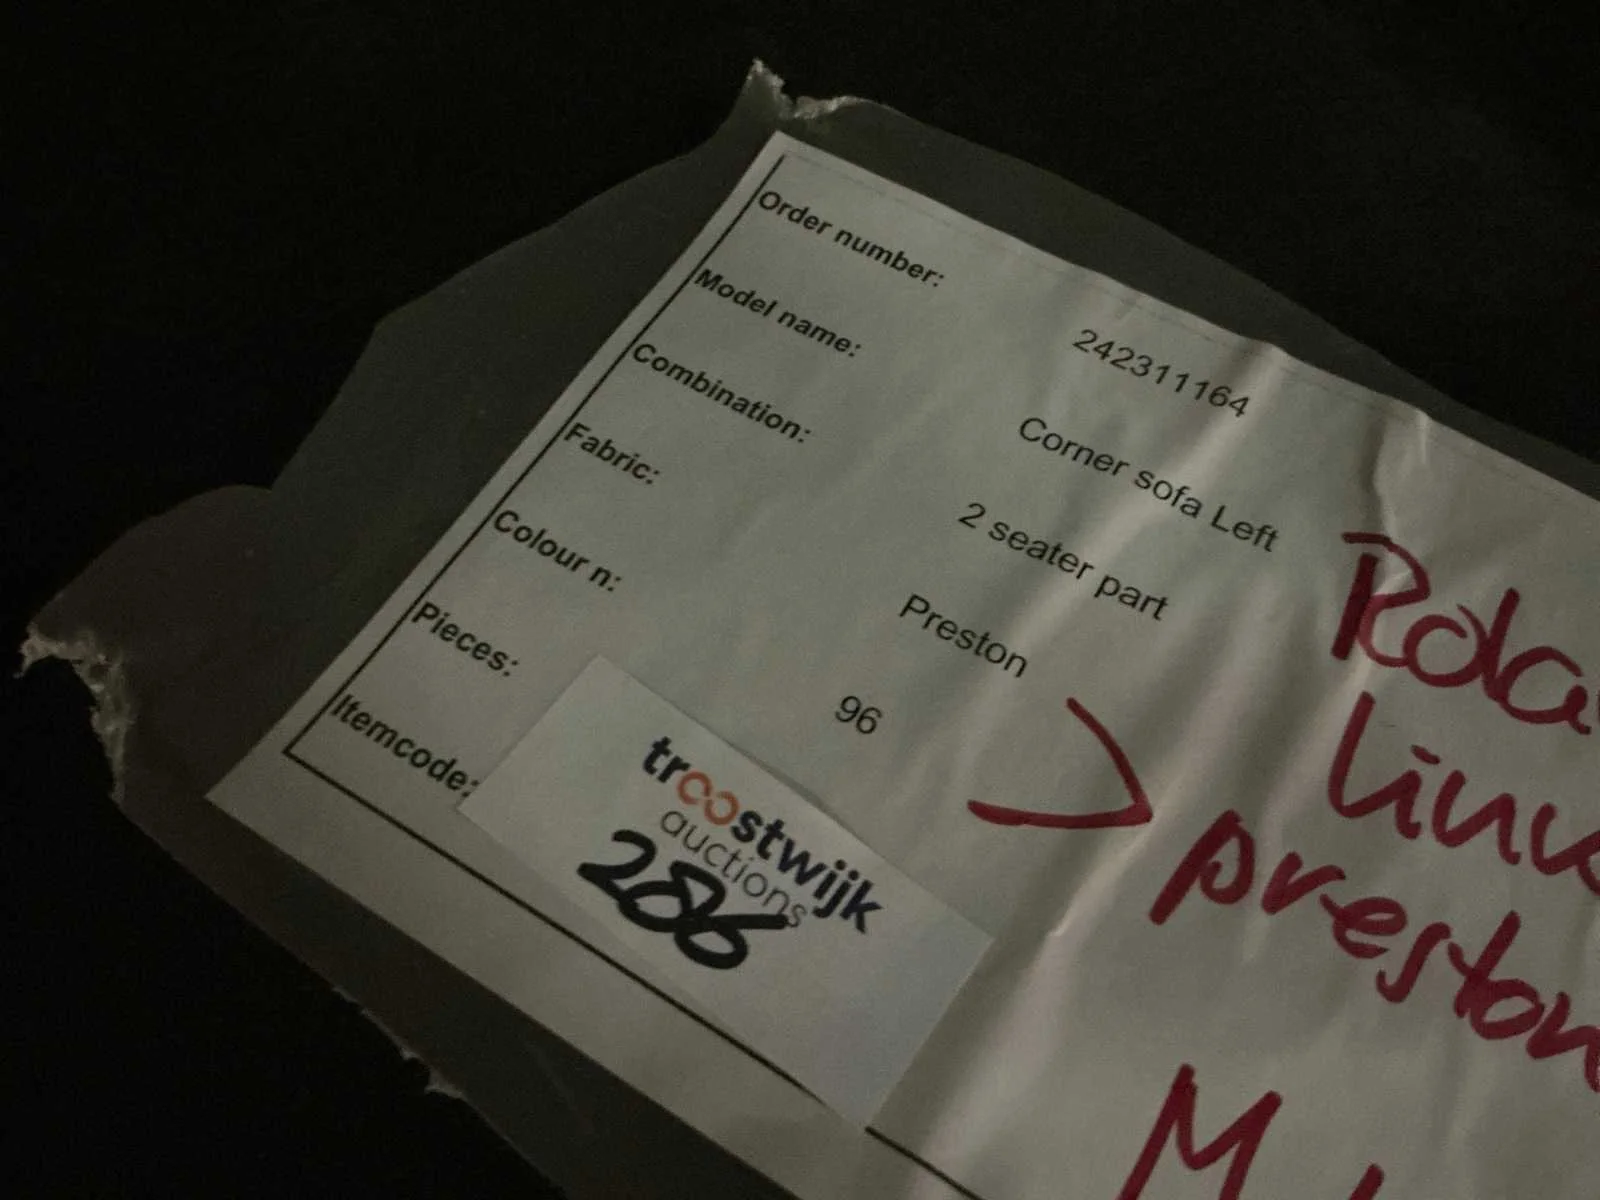 Order number: 242311164
Model name: Corner sofa Left
Combination: 2 seater part
Fabric: Preston
Colour n: 96
Pieces:
Itemcode:
troostwijk
auctions
286
> preston